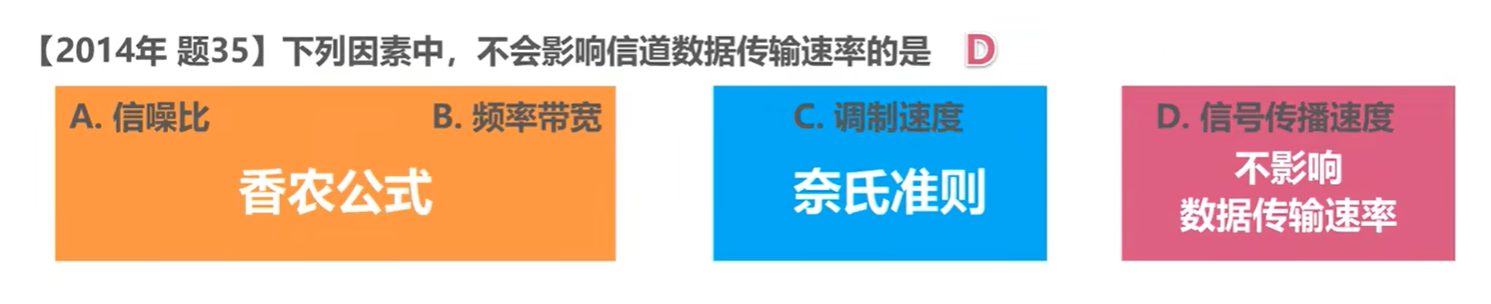 【2014年 题35】下列因素中，不会影响信道数据传输速率的是 D
A. 信噪比 B. 频率带宽 C. 调制速度 D. 信号传播速度
香农公式 奈氏准则 不影响
数据传输速率